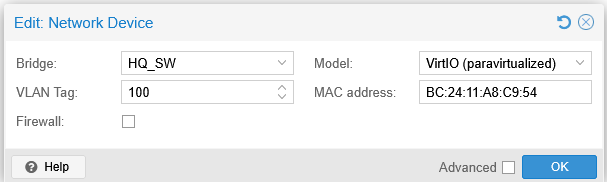 Edit: Network Device
Bridge: HQ_SW Model: VirtIO (paravirtualized)
VLAN Tag: 100 MAC address: BC:24:11:A8:C9:54
Firewall:
Help Advanced OK